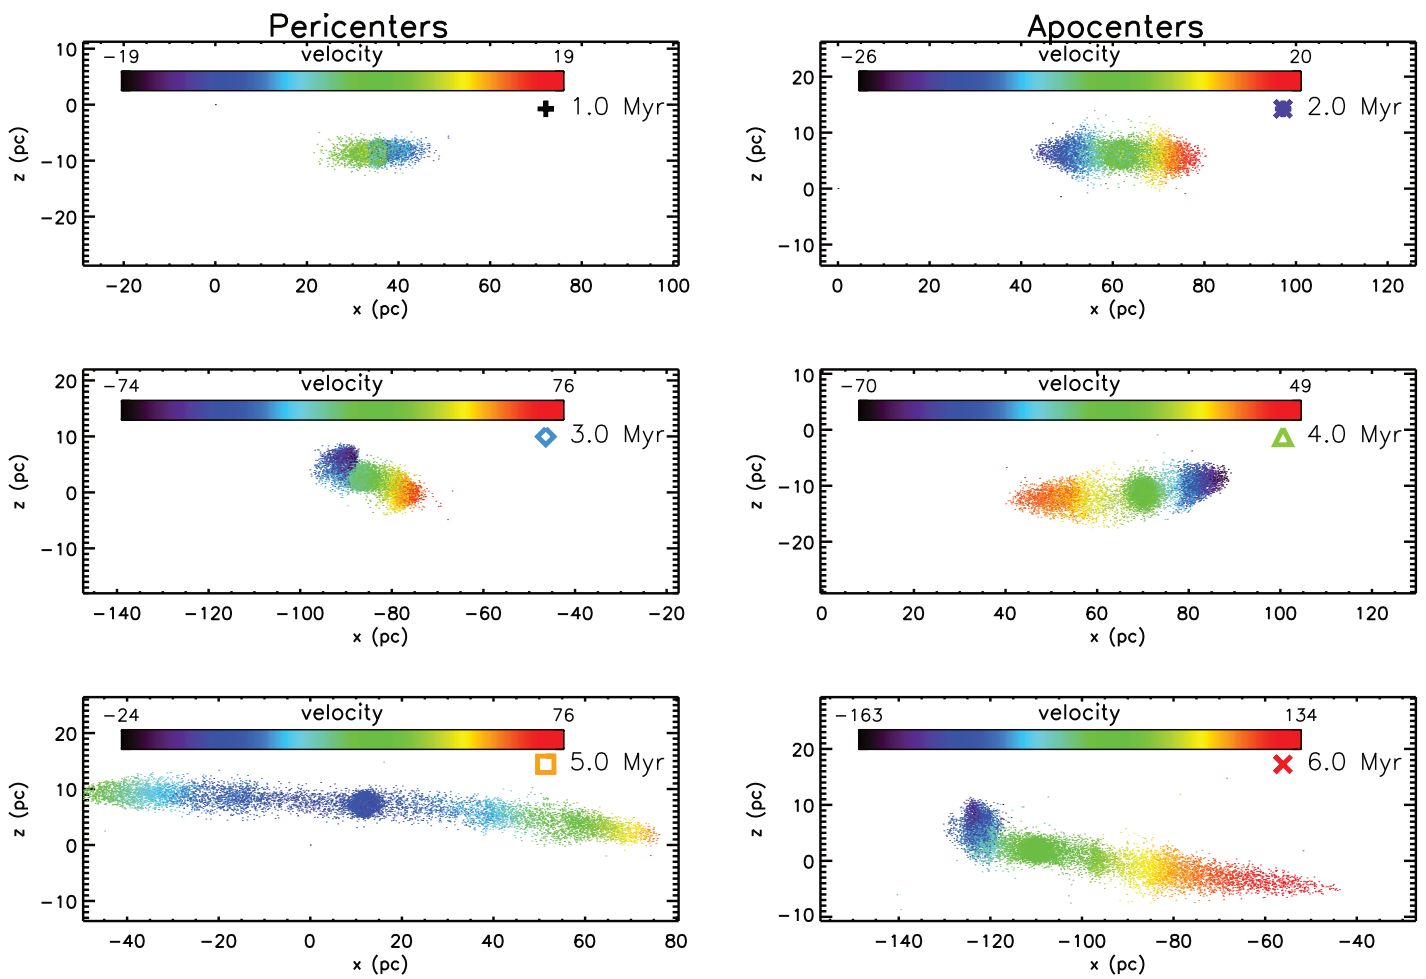 Pericenters
Apocenters
velocity
-19
19
1.0 Myr
10
0
-10
-20
z (pc)
-20
0
20
40
60
80
100
x (pc)
velocity
-26
20
2.0 Myr
20
10
0
-10
z (pc)
0
20
40
60
80
100
120
x (pc)
velocity
-74
76
3.0 Myr
20
10
0
-10
z (pc)
-140
-120
-100
-80
-60
-40
-20
x (pc)
velocity
-70
49
4.0 Myr
10
0
-10
-20
z (pc)
0
20
40
60
80
100
120
x (pc)
velocity
-24
76
5.0 Myr
20
10
0
-10
z (pc)
-40
-20
0
20
40
60
80
x (pc)
velocity
-163
134
6.0 Myr
20
10
0
-10
z (pc)
-140
-120
-100
-80
-60
-40
x (pc)